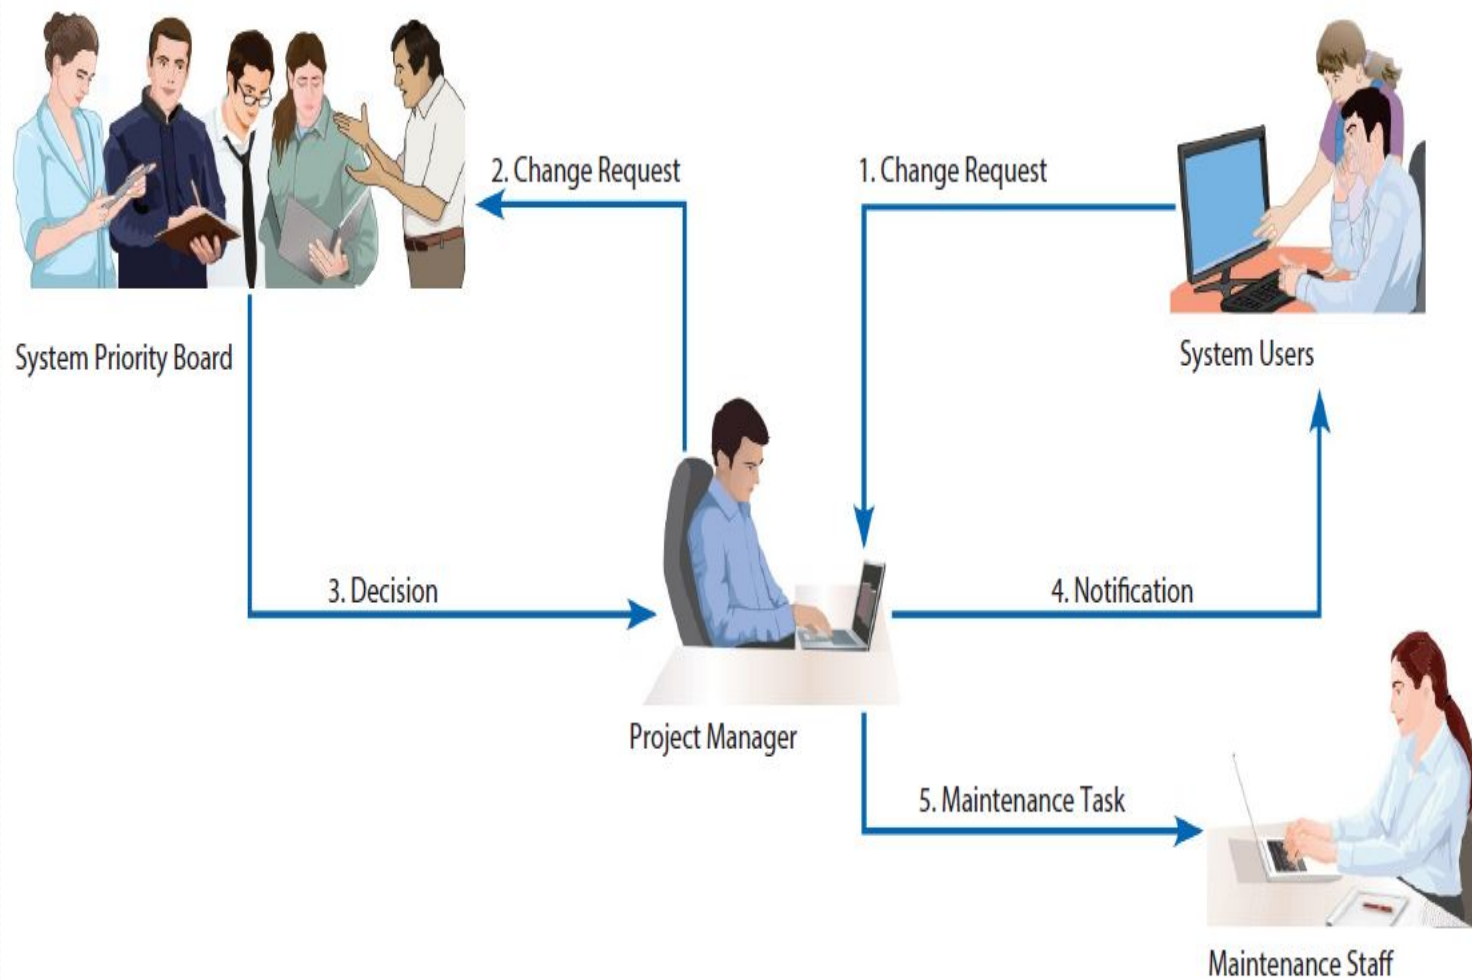 2. Change Request
1. Change Request
System Priority Board
System Users
3. Decision
4. Notification
Project Manager
5. Maintenance Task
Maintenance Staff